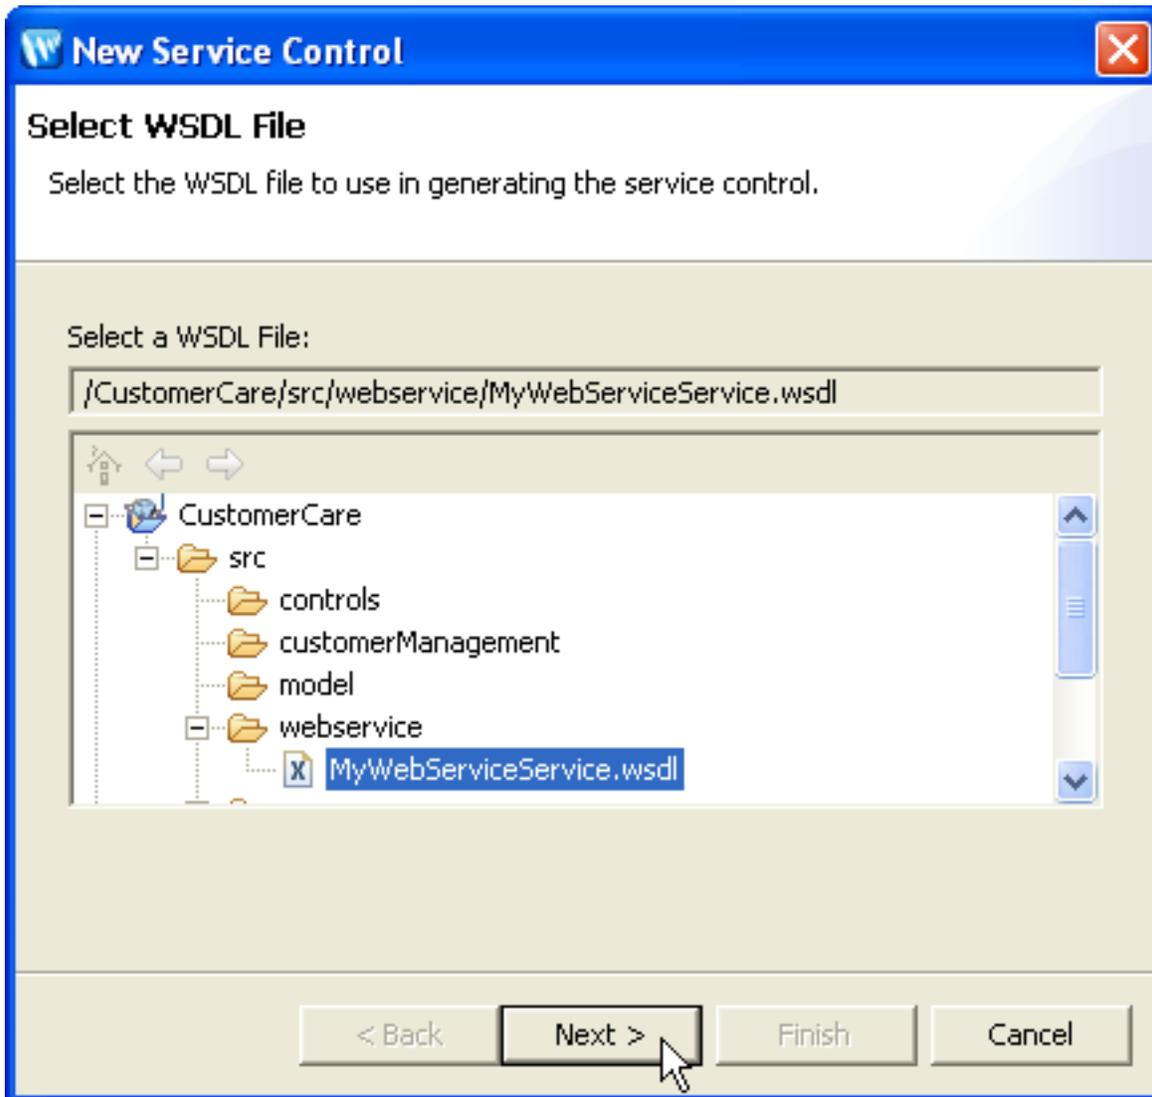 New Service Control
Select WSDL File
Select the WSDL file to use in generating the service control.
Select a WSDL File:
/CustomerCare/src/webservice/MyWebServiceService.wsdl
CustomerCare
src
controls
customerManagement
model
webservice
MyWebServiceService.wsdl
< Back Next > Finish Cancel